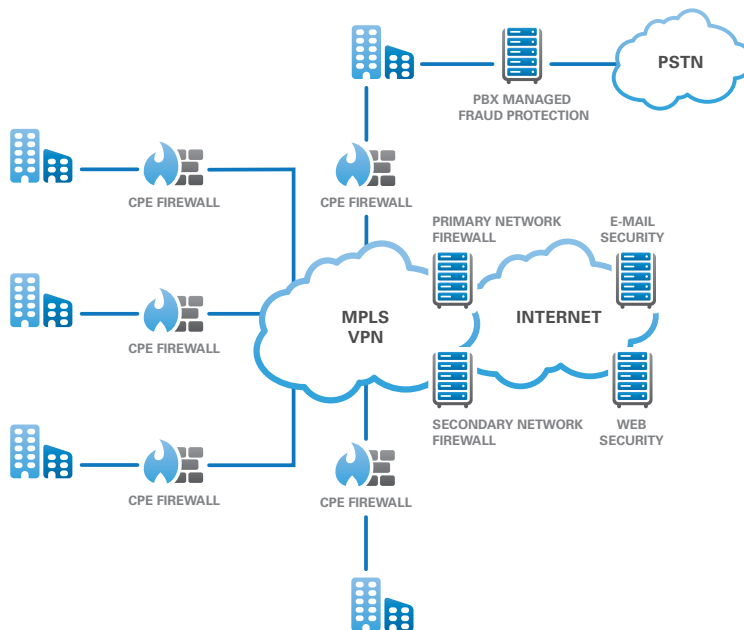 PSTN
PBX MANAGED
FRAUD PROTECTION
CPE FIREWALL
CPE FIREWALL
PRIMARY NETWORK
FIREWALL
E-MAIL
SECURITY
MPLS
VPN
INTERNET
CPE FIREWALL
SECONDARY NETWORK
FIREWALL
WEB
SECURITY
CPE FIREWALL
CPE FIREWALL